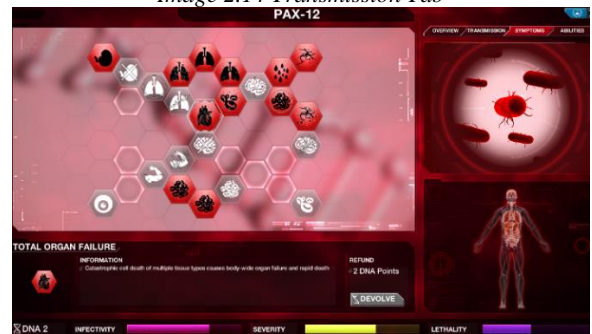 Image 2.14 Transmission Tab
PAX-12
OVERVIEW TRANSMISSION SYMPTOMS ABILITIES
TOTAL ORGAN FAILURE
INFORMATION
Catastrophic cell death of multiple tissue types causes body-wide organ failure and rapid death
REFUND
2 DNA Points
DEVOLVE
DNA 2 INFECTIVITY SEVERITY LETHALITY